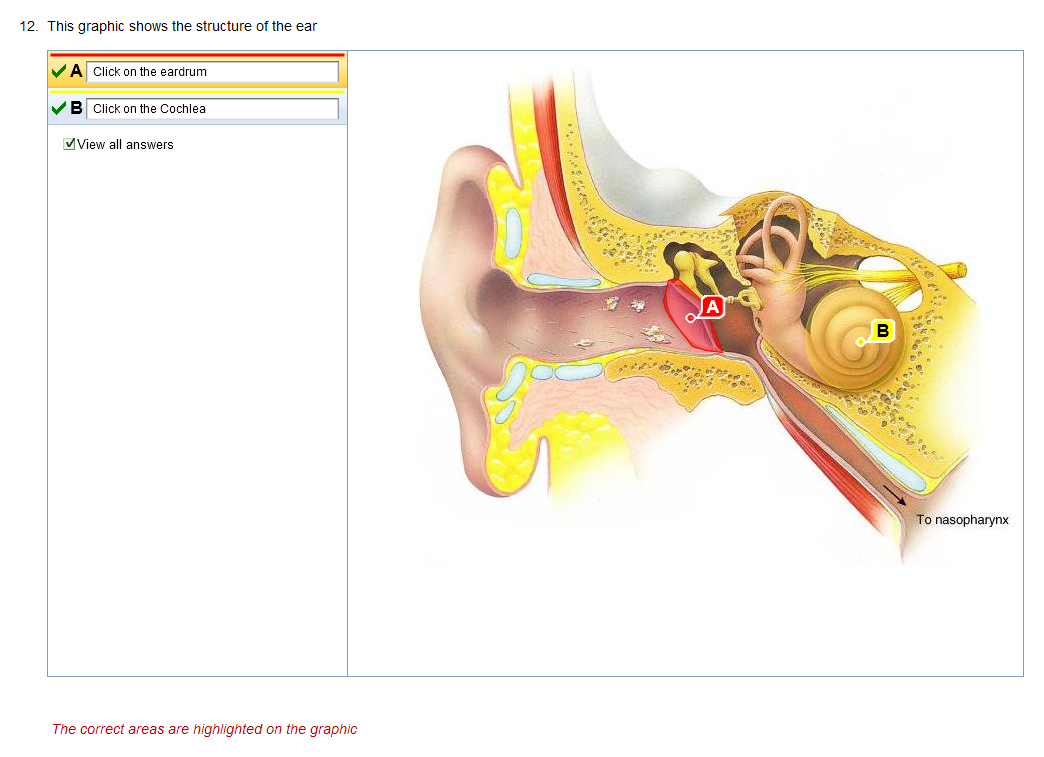 12. This graphic shows the structure of the ear
A Click on the eardrum
B Click on the Cochlea
View all answers
A
B
To nasopharynx
The correct areas are highlighted on the graphic